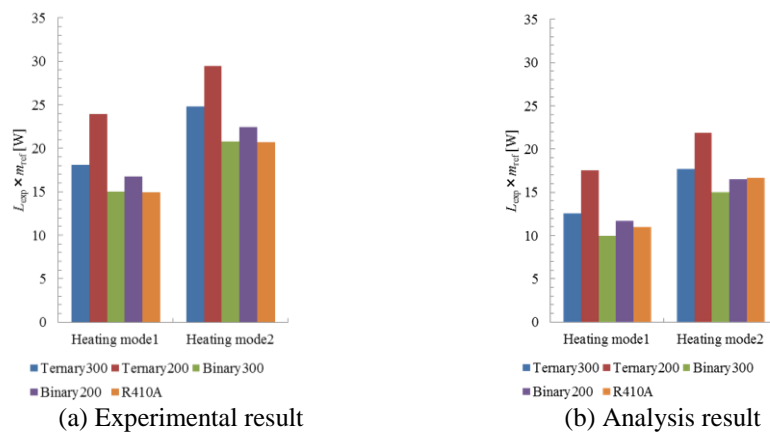 35
30
25
20
15
10
5
0
L_exp × m_ref [W]
Heating mode1 Heating mode2
Ternary300 Ternary200 Binary300
Binary200 R410A
(a) Experimental result
35
30
25
20
15
10
5
0
L_exp × m_ref [W]
Heating mode1 Heating mode2
Ternary300 Ternary200 Binary300
Binary200 R410A
(b) Analysis result